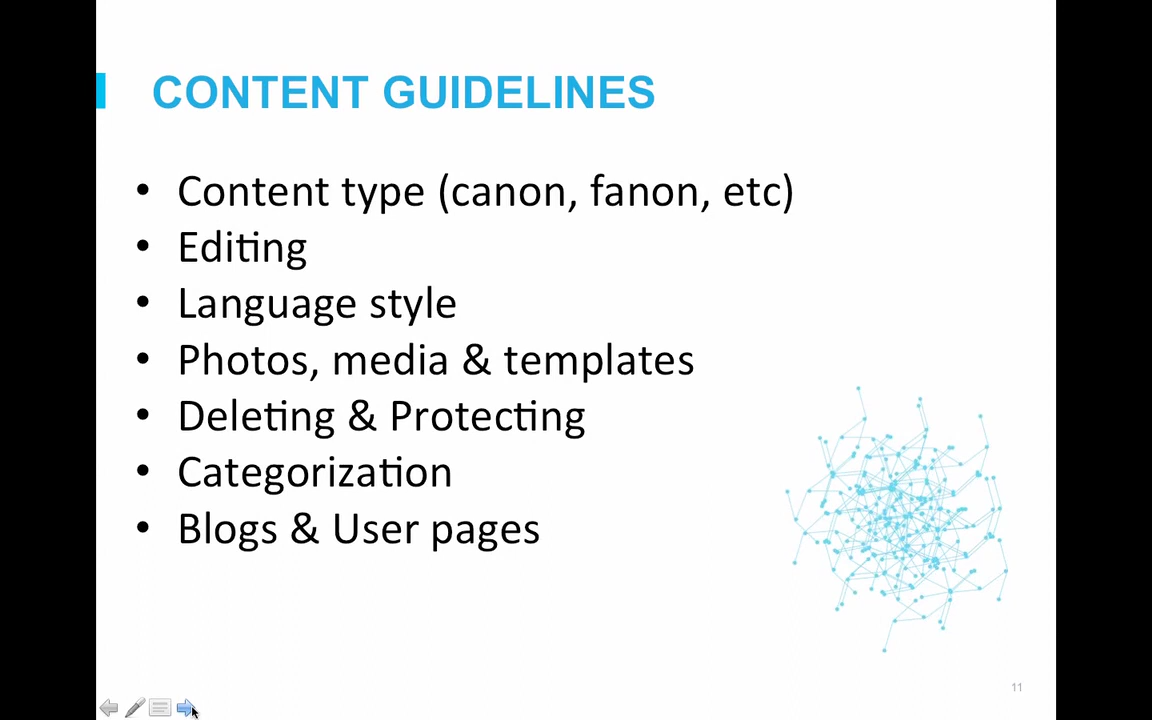 CONTENT GUIDELINES
• Content type (canon, fanon, etc)
• Editing
• Language style
• Photos, media & templates
• Deleting & Protecting
• Categorization
• Blogs & User pages
11